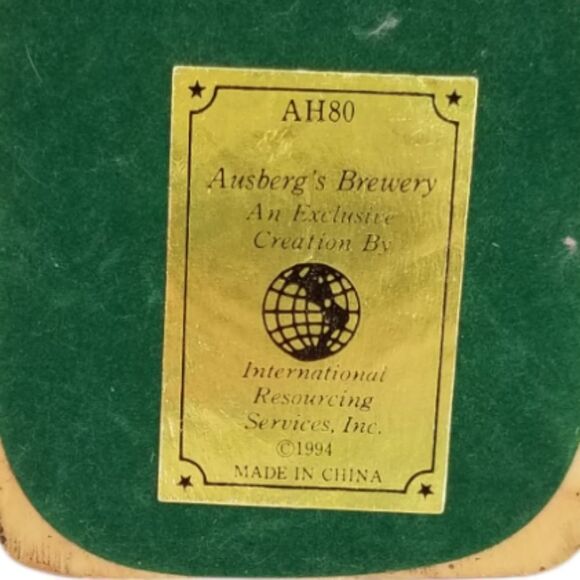 AH80
Ausberg's Brewery
An Exclusive
Creation By
International
Resourcing
Services, Inc.
©1994
MADE IN CHINA